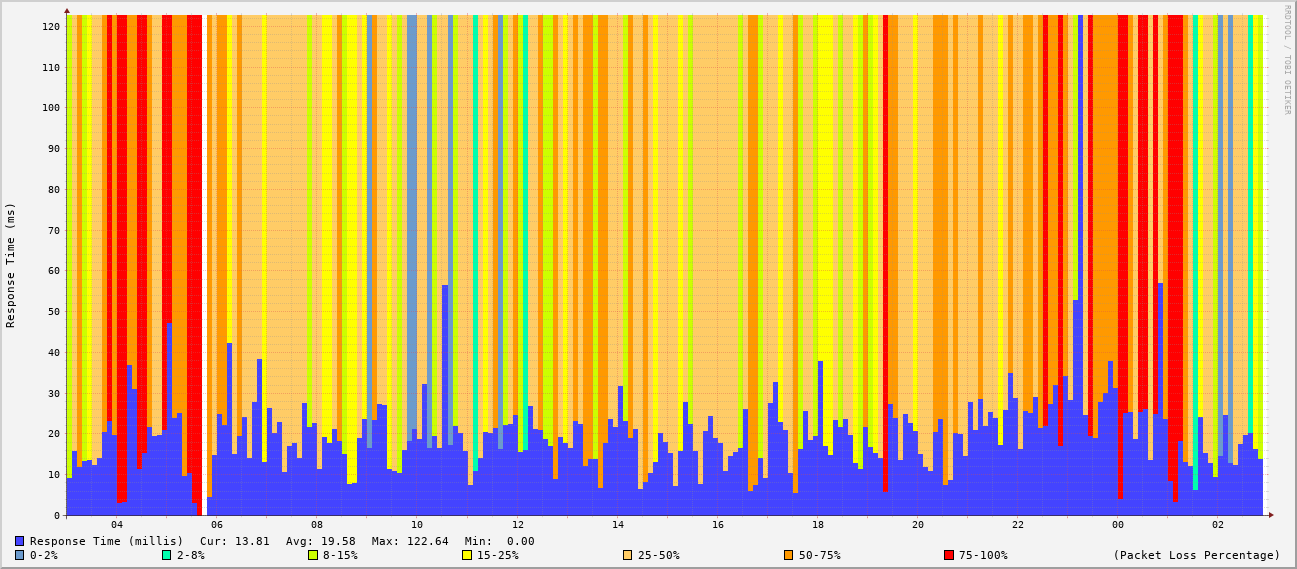 RRDTOOL / TOBI OETIKER
Response Time (ms)
120
110
100
90
80
70
60
50
40
30
20
10
0
04 06 08 10 12 14 16 18 20 22 00 02
Response Time (millis) Cur: 13.81 Avg: 19.58 Max: 122.64 Min: 0.00
0-2% 2-8% 8-15% 15-25% 25-50% 50-75% 75-100% (Packet Loss Percentage)